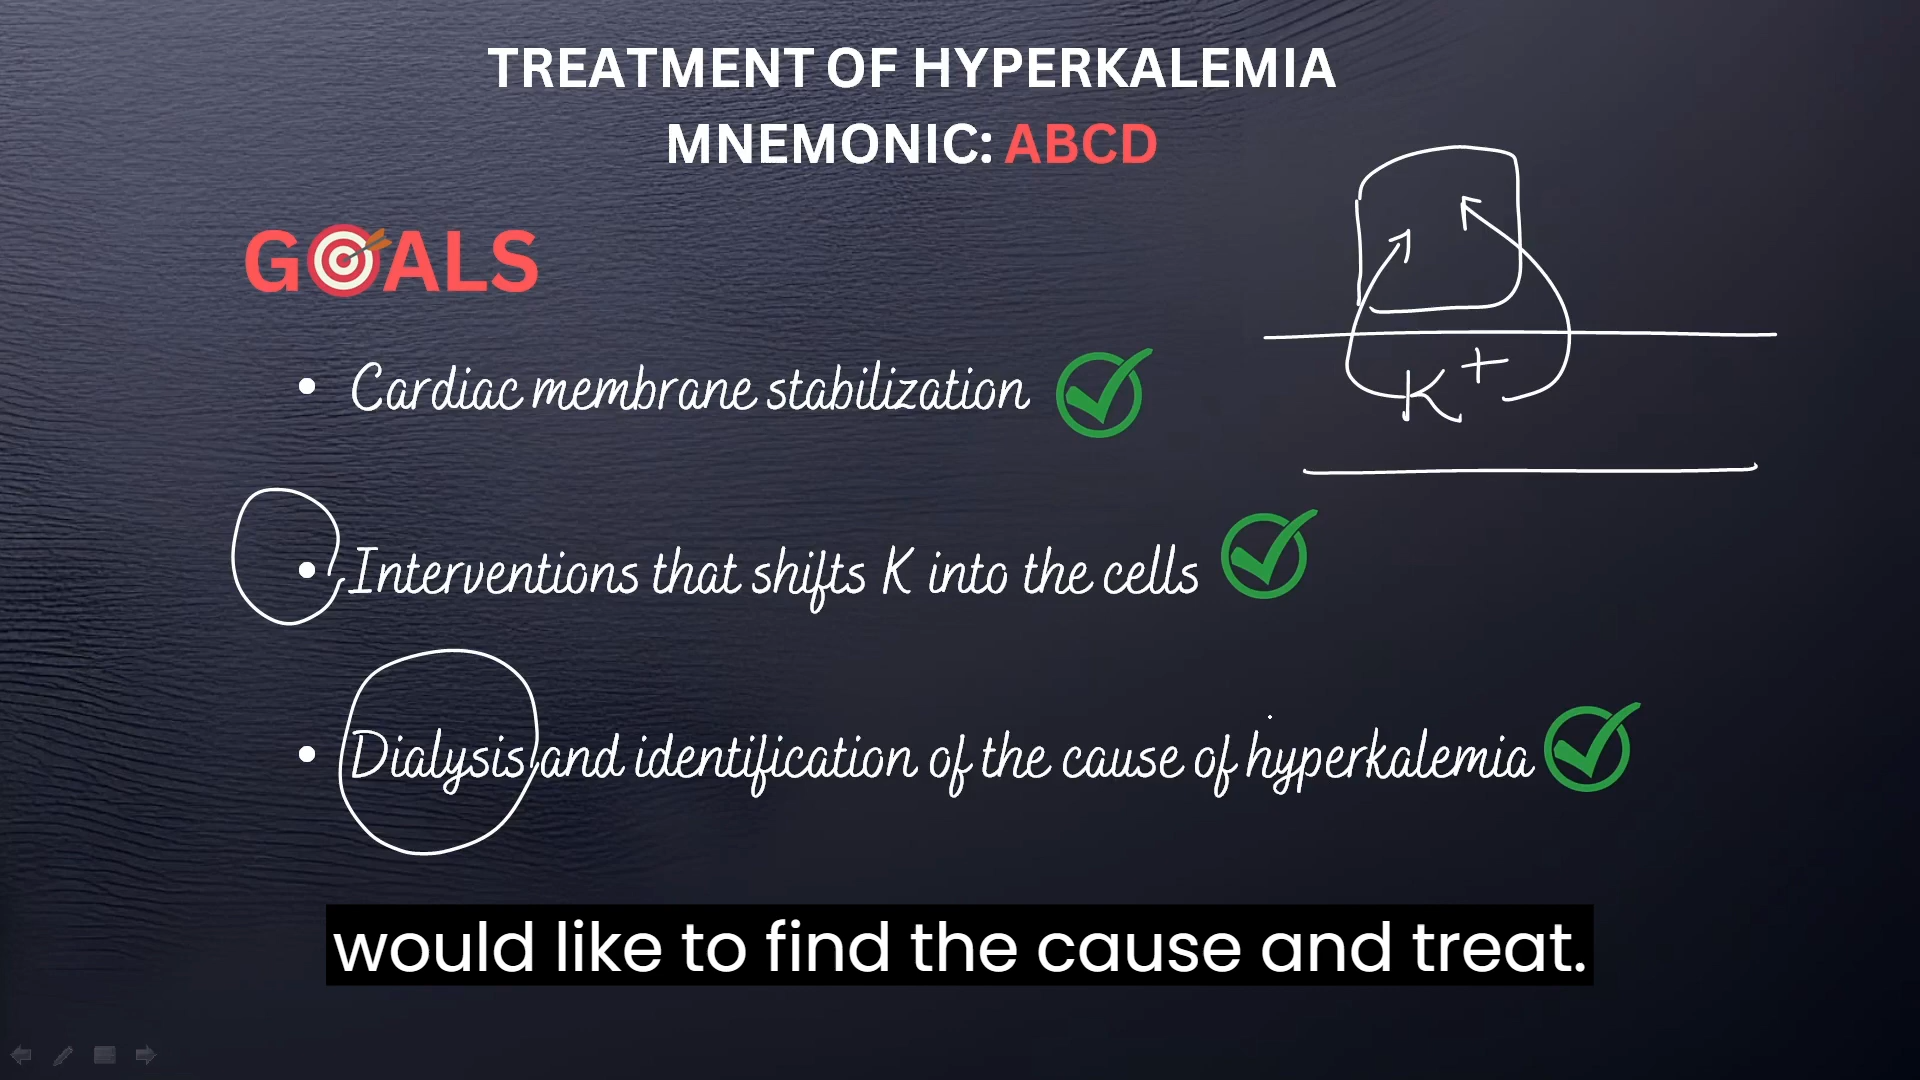 TREATMENT OF HYPERKALEMIA
MNEMONIC: ABCD
GOALS
• Cardiac membrane stabilization
K+
• Interventions that shifts K into the cells
• Dialysis and identification of the cause of hyperkalemia
would like to find the cause and treat.